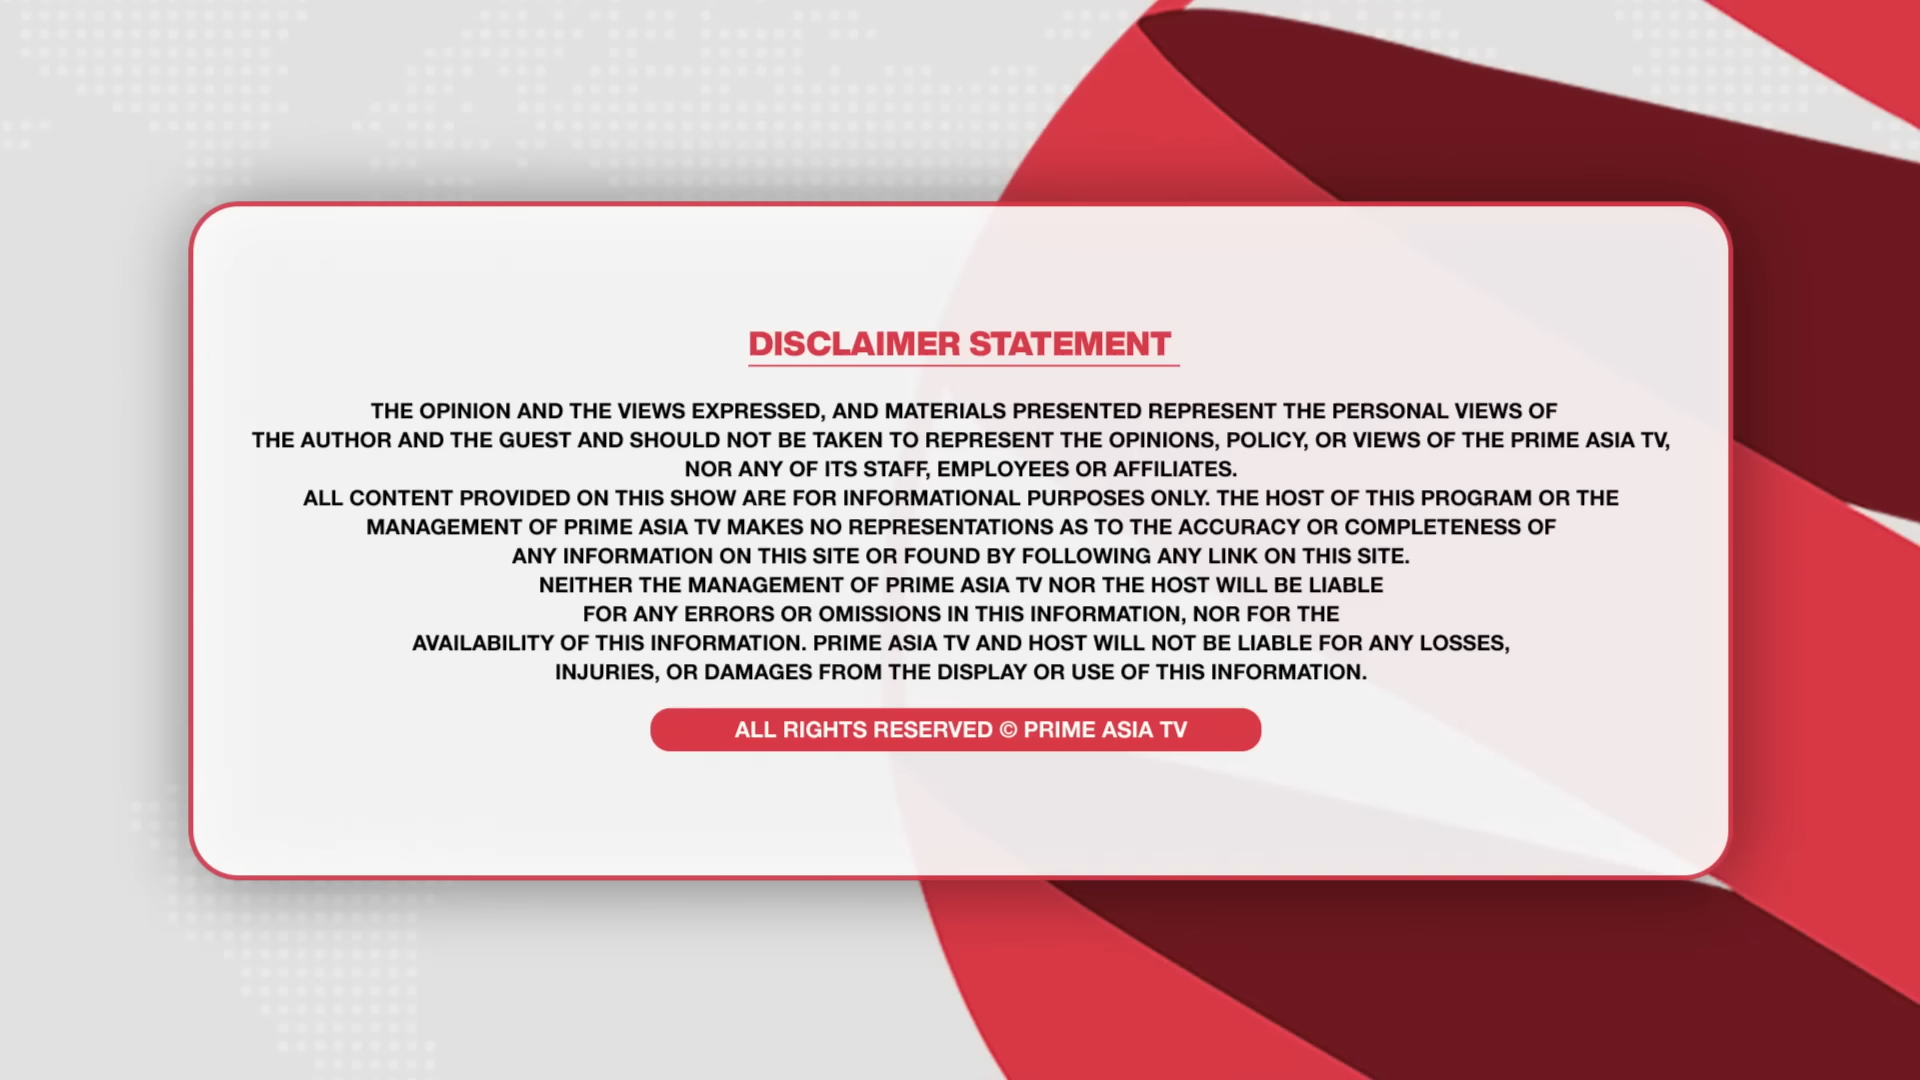 DISCLAIMER STATEMENT
THE OPINION AND THE VIEWS EXPRESSED, AND MATERIALS PRESENTED REPRESENT THE PERSONAL VIEWS OF
THE AUTHOR AND THE GUEST AND SHOULD NOT BE TAKEN TO REPRESENT THE OPINIONS, POLICY, OR VIEWS OF THE PRIME ASIA TV,
NOR ANY OF ITS STAFF, EMPLOYEES OR AFFILIATES.
ALL CONTENT PROVIDED ON THIS SHOW ARE FOR INFORMATIONAL PURPOSES ONLY. THE HOST OF THIS PROGRAM OR THE
MANAGEMENT OF PRIME ASIA TV MAKES NO REPRESENTATIONS AS TO THE ACCURACY OR COMPLETENESS OF
ANY INFORMATION ON THIS SITE OR FOUND BY FOLLOWING ANY LINK ON THIS SITE.
NEITHER THE MANAGEMENT OF PRIME ASIA TV NOR THE HOST WILL BE LIABLE
FOR ANY ERRORS OR OMISSIONS IN THIS INFORMATION, NOR FOR THE
AVAILABILITY OF THIS INFORMATION. PRIME ASIA TV AND HOST WILL NOT BE LIABLE FOR ANY LOSSES,
INJURIES, OR DAMAGES FROM THE DISPLAY OR USE OF THIS INFORMATION.
ALL RIGHTS RESERVED © PRIME ASIA TV